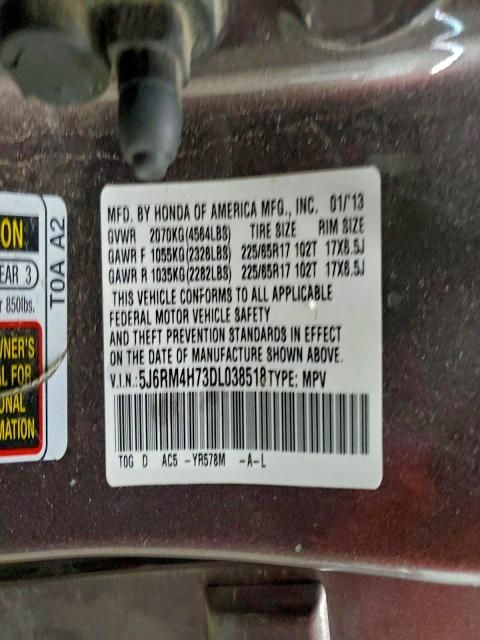 MFD. BY HONDA OF AMERICA MFG., INC. 01/'13
GVWR 2070KG(4564LBS) TIRE SIZE RIM SIZE
GAWR F 1055KG(2326LBS) 225/65R17 102T 17X6.5J
GAWR R 1035KG(2282LBS) 225/65R17 102T 17X6.5J
THIS VEHICLE CONFORMS TO ALL APPLICABLE
FEDERAL MOTOR VEHICLE SAFETY
AND THEFT PREVENTION STANDARDS IN EFFECT
ON THE DATE OF MANUFACTURE SHOWN ABOVE.
V.I.N.:5J6RM4H73DL038518 TYPE: MPV
T0G D AC5 -YR578M -A-L
T0A A2
ON
EAR 3
850lbs.
WNER'S
L FOR
ONAL
MATION